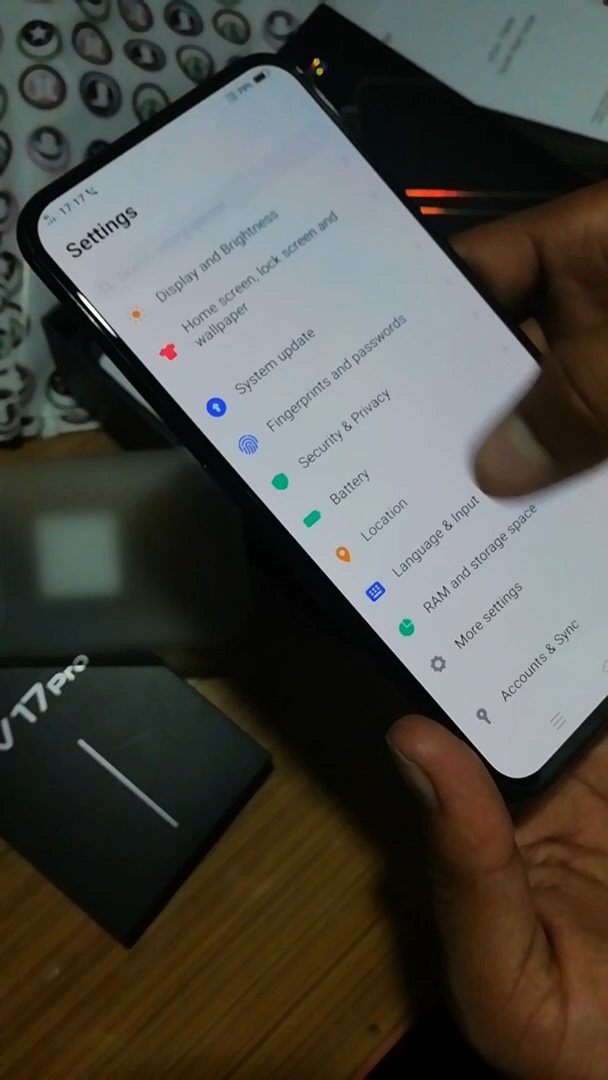 17:17
79%
Settings
Display and Brightness
Home screen, lock screen and
wallpaper
System update
Fingerprints and passwords
Security & Privacy
Battery
Location
Language & Input
RAM and storage space
More settings
Accounts & Sync
V17Pro